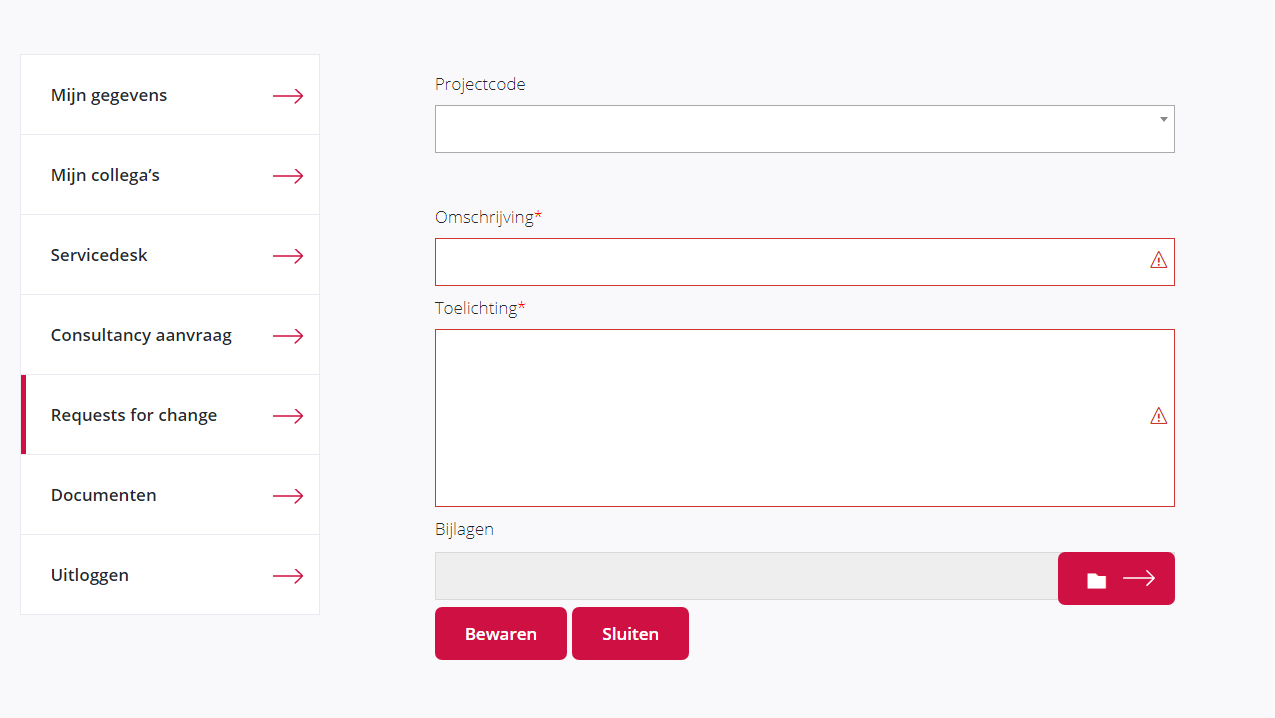 Mijn gegevens
Mijn collega’s
Servicedesk
Consultancy aanvraag
Requests for change
Documenten
Uitloggen
Projectcode
Omschrijving*
Toelichting*
Bijlagen
Bewaren
Sluiten